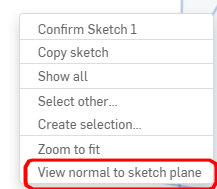 Confirm Sketch 1
Copy sketch
Show all
Select other...
Create selection...
Zoom to fit
View normal to sketch plane